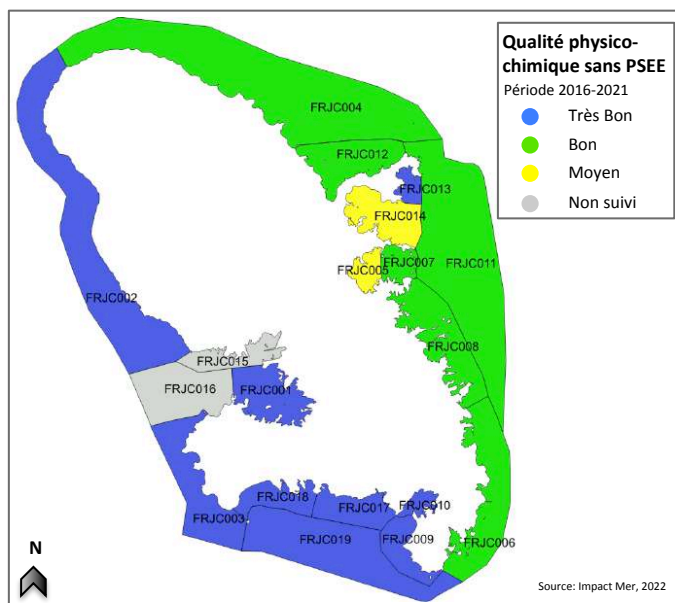 Qualité physico-
chimique sans PSEE
Période 2016-2021
Très Bon
Bon
Moyen
Non suivi
FRJC004
FRJC012
FRJC013
FRJC014
FRJC007
FRJC005
FRJC011
FRJC002
FRJC008
FRJC015
FRJC016
FRJC001
FRJC018
FRJC017
FRJC010
FRJC003
FRJC019
FRJC009
FRJC006
N
Source: Impact Mer, 2022